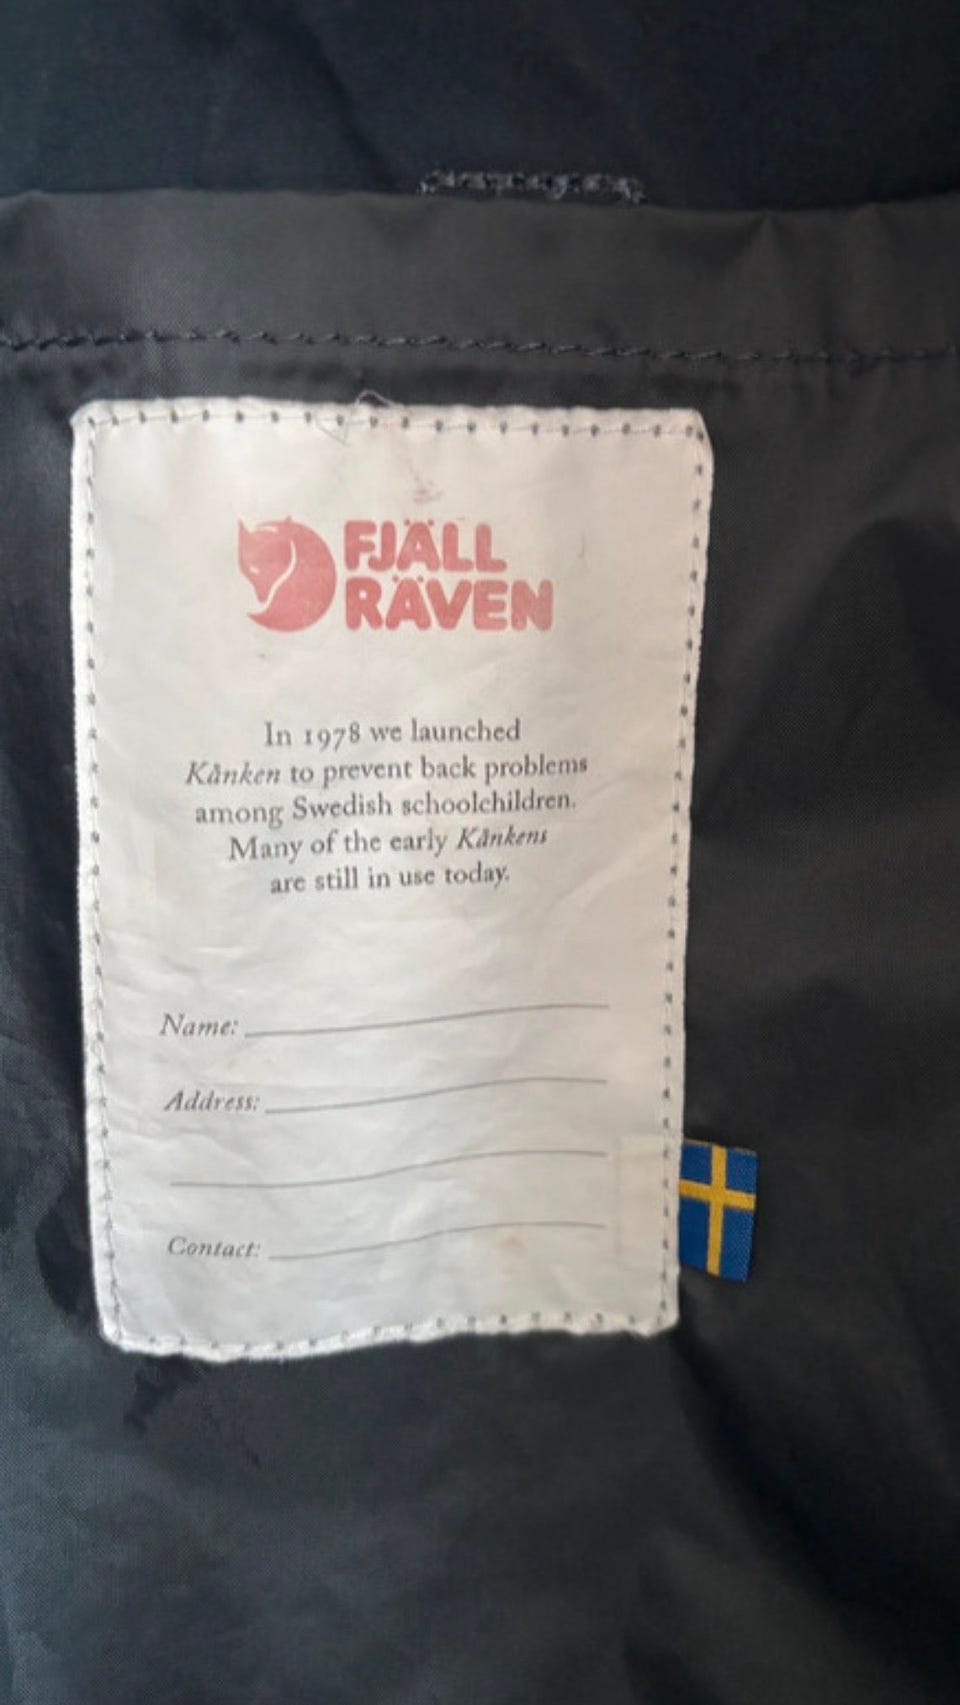 FJÄLL
RÄVEN
In 1978 we launched
Kånken to prevent back problems
among Swedish schoolchildren.
Many of the early Kånkens
are still in use today.
Name:
Address:
Contact: